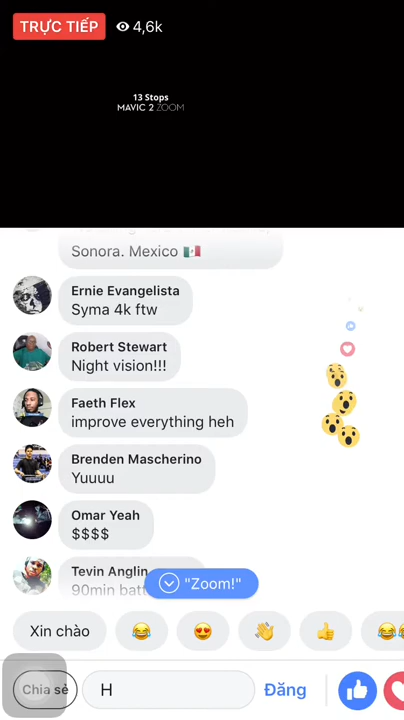 TRỰC TIẾP 4,6k
13 Stops
MAVIC 2 ZOOM
Sonora. Mexico 🇲🇽
Ernie Evangelista
Syma 4k ftw
Robert Stewart
Night vision!!!
Faeth Flex
improve everything heh
Brenden Mascherino
Yuuuu
Omar Yeah
$$$$
Tevin Anglin
90min bat
"Zoom!"
Xin chào 😂 😍 👋 👍 😂😂
Chia sẻ H Đăng